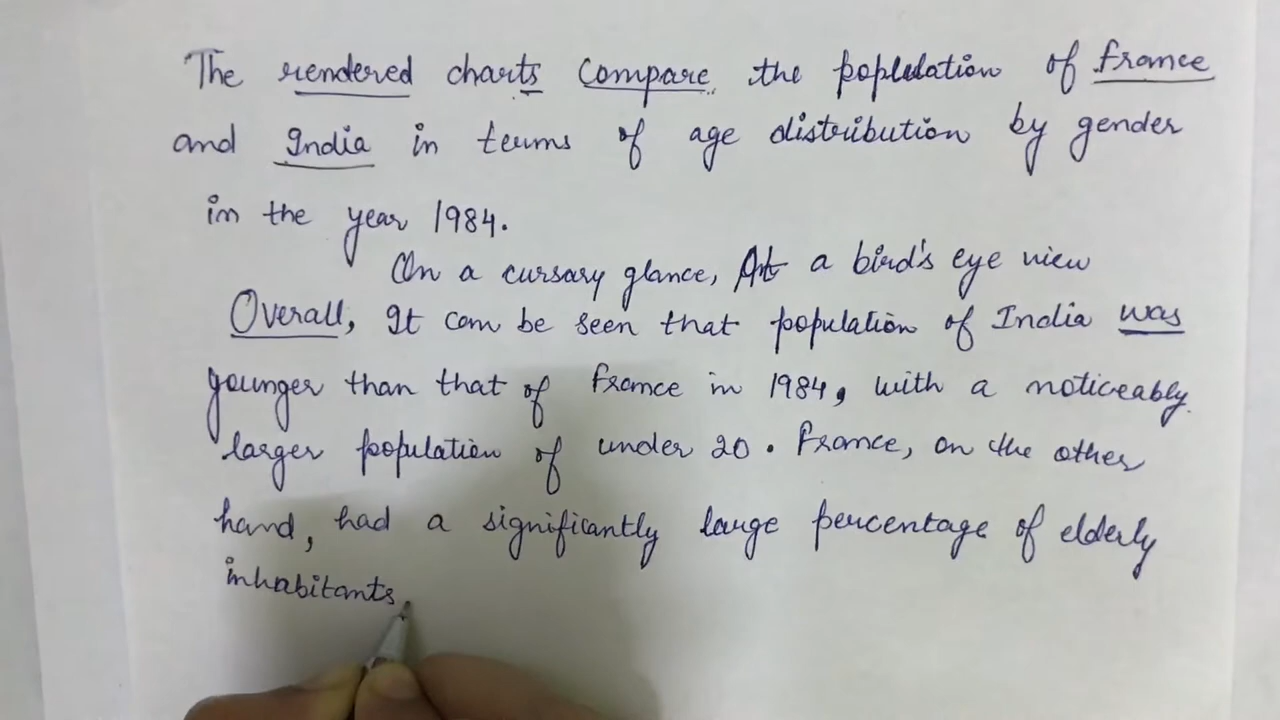 The rendered charts compare the poplulation of france
and India in terms of age distribution by gender
in the year 1984.
On a cursary glance, At a bird's eye view
Overall, It can be seen that population of India was
younger than that of france in 1984, with a noticeably
larger population of under 20. France, on the other
hand, had a significantly large percentage of elderly
inhabitants.